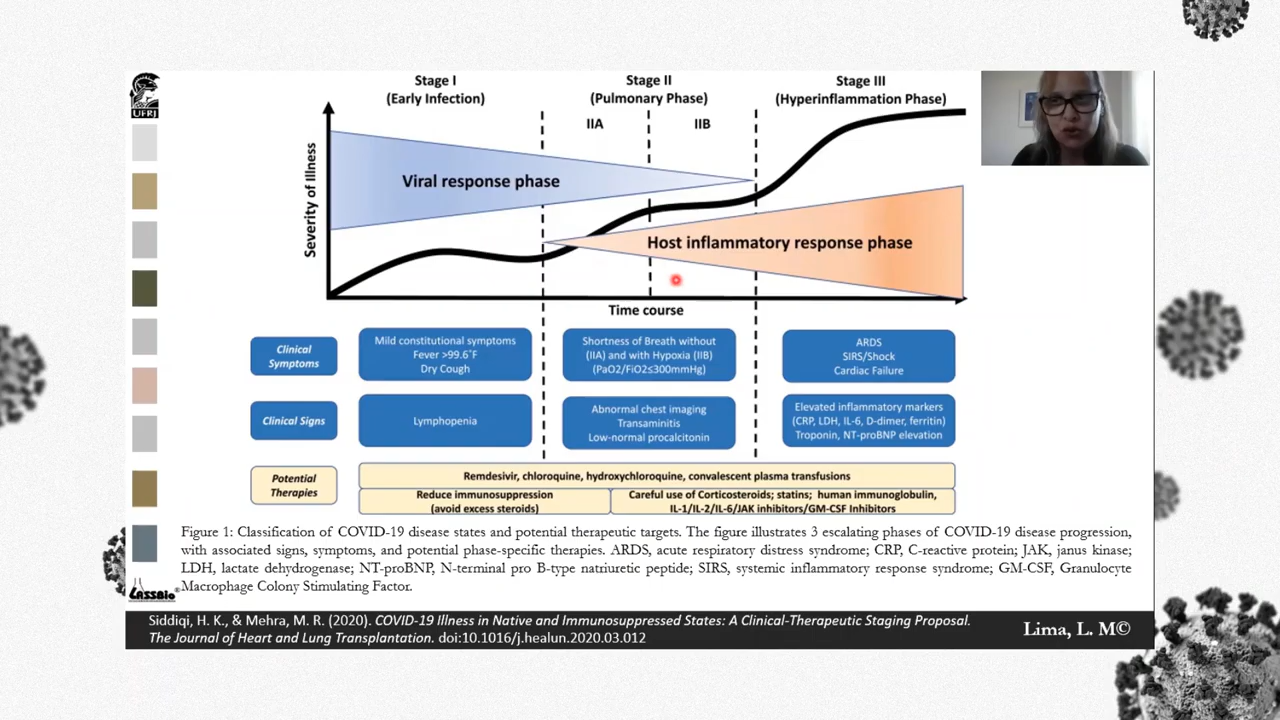 Stage I
(Early Infection)
Stage II
(Pulmonary Phase)
Stage III
(Hyperinflammation Phase)
IIA
IIB
UFRJ
Severity of Illness
Viral response phase
Host inflammatory response phase
Time course
Clinical
Symptoms
Mild constitutional symptoms
Fever >99.6°F
Dry Cough
Shortness of Breath without
(IIA) and with Hypoxia (IIB)
(PaO2/FiO2≤300mmHg)
ARDS
SIRS/Shock
Cardiac Failure
Clinical Signs
Lymphopenia
Abnormal chest imaging
Transaminitis
Low-normal procalcitonin
Elevated inflammatory markers
(CRP, LDH, IL-6, D-dimer, ferritin)
Troponin, NT-proBNP elevation
Potential
Therapies
Remdesivir, chloroquine, hydroxychloroquine, convalescent plasma transfusions
Reduce immunosuppression
(avoid excess steroids)
Careful use of Corticosteroids; statins; human immunoglobulin,
IL-1/IL-2/IL-6/JAK inhibitors/GM-CSF Inhibitors
Figure 1: Classification of COVID-19 disease states and potential therapeutic targets. The figure illustrates 3 escalating phases of COVID-19 disease progression,
with associated signs, symptoms, and potential phase-specific therapies. ARDS, acute respiratory distress syndrome; CRP, C-reactive protein; JAK, janus kinase;
LDH, lactate dehydrogenase; NT-proBNP, N-terminal pro B-type natriuretic peptide; SIRS, systemic inflammatory response syndrome; GM-CSF, Granulocyte
Macrophage Colony Stimulating Factor.
LASSBio
Siddiqi, H. K., & Mehra, M. R. (2020). COVID-19 Illness in Native and Immunosuppressed States: A Clinical-Therapeutic Staging Proposal.
The Journal of Heart and Lung Transplantation. doi:10.1016/j.healun.2020.03.012
Lima, L. M©